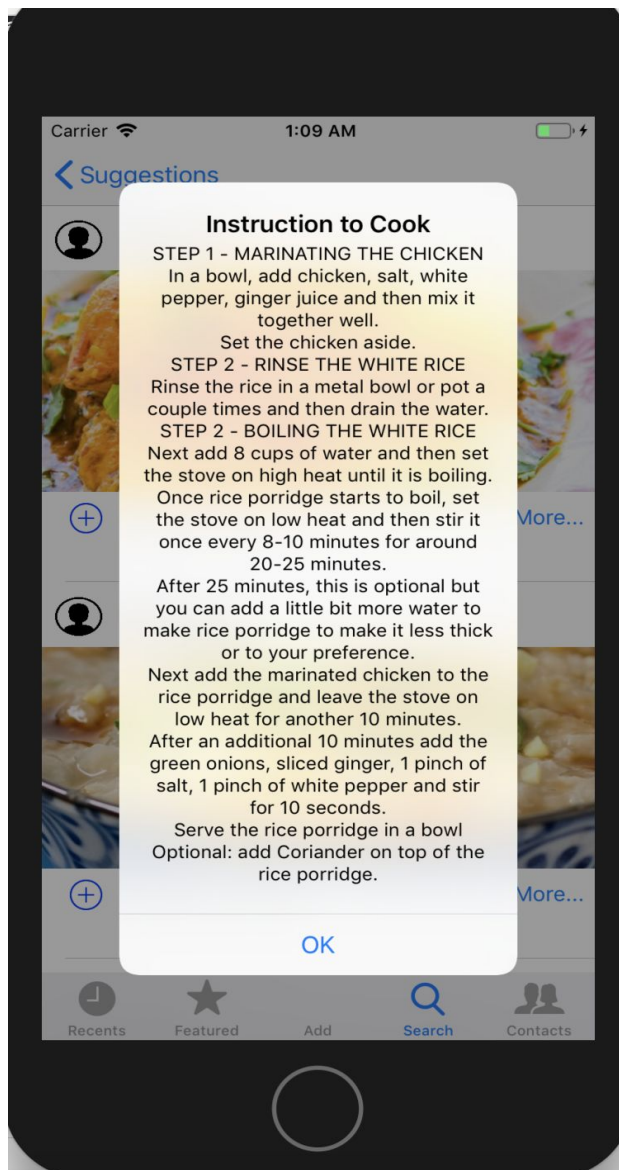 Carrier 1:09 AM
Suggestions
Instruction to Cook
STEP 1 - MARINATING THE CHICKEN
In a bowl, add chicken, salt, white
pepper, ginger juice and then mix it
together well.
Set the chicken aside.
STEP 2 - RINSE THE WHITE RICE
Rinse the rice in a metal bowl or pot a
couple times and then drain the water.
STEP 2 - BOILING THE WHITE RICE
Next add 8 cups of water and then set
the stove on high heat until it is boiling.
Once rice porridge starts to boil, set
the stove on low heat and then stir it
once every 8-10 minutes for around
20-25 minutes.
After 25 minutes, this is optional but
you can add a little bit more water to
make rice porridge to make it less thick
or to your preference.
Next add the marinated chicken to the
rice porridge and leave the stove on
low heat for another 10 minutes.
After an additional 10 minutes add the
green onions, sliced ginger, 1 pinch of
salt, 1 pinch of white pepper and stir
for 10 seconds.
Serve the rice porridge in a bowl
Optional: add Coriander on top of the
rice porridge.
OK
More...
More...
Recents Featured Add Search Contacts